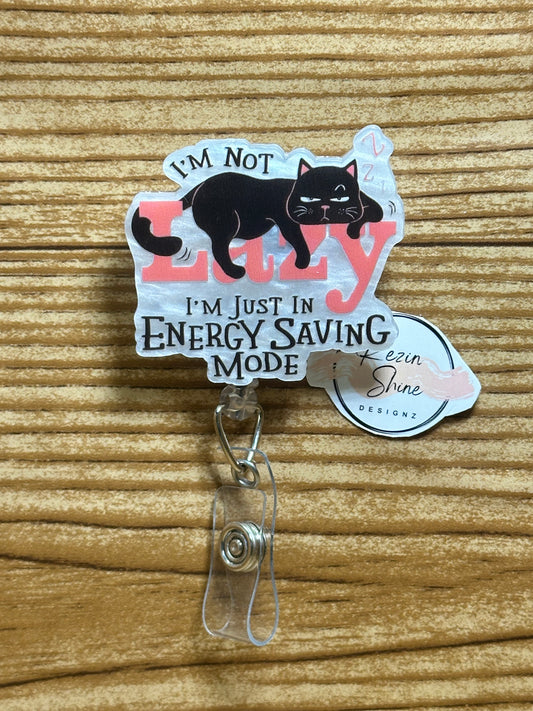 I'M NOT
Lazy
Z
Z
Z
I'M JUST IN
ENERGY SAVING
MODE
Rezin
Shine
DESIGNZ